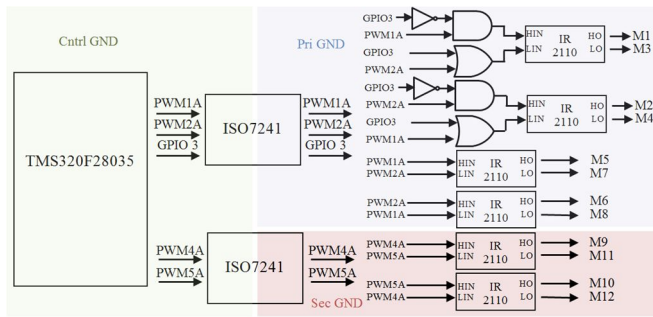 Cntrl GND
Pri GND
TMS320F28035
PWM1A
PWM2A
GPIO 3
ISO7241
PWM1A
PWM2A
GPIO 3
GPIO3
PWM1A
GPIO3
PWM2A
HIN
LIN
IR
2110
HO
LO
M1
M3
GPIO3
PWM2A
GPIO3
PWM1A
HIN
LIN
IR
2110
HO
LO
M2
M4
PWM1A
PWM2A
HIN
LIN
IR
2110
HO
LO
M5
M7
PWM2A
PWM1A
HIN
LIN
IR
2110
HO
LO
M6
M8
PWM4A
PWM5A
ISO7241
PWM4A
PWM5A
Sec GND
PWM4A
PWM5A
HIN
LIN
IR
2110
HO
LO
M9
M11
PWM5A
PWM4A
HIN
LIN
IR
2110
HO
LO
M10
M12